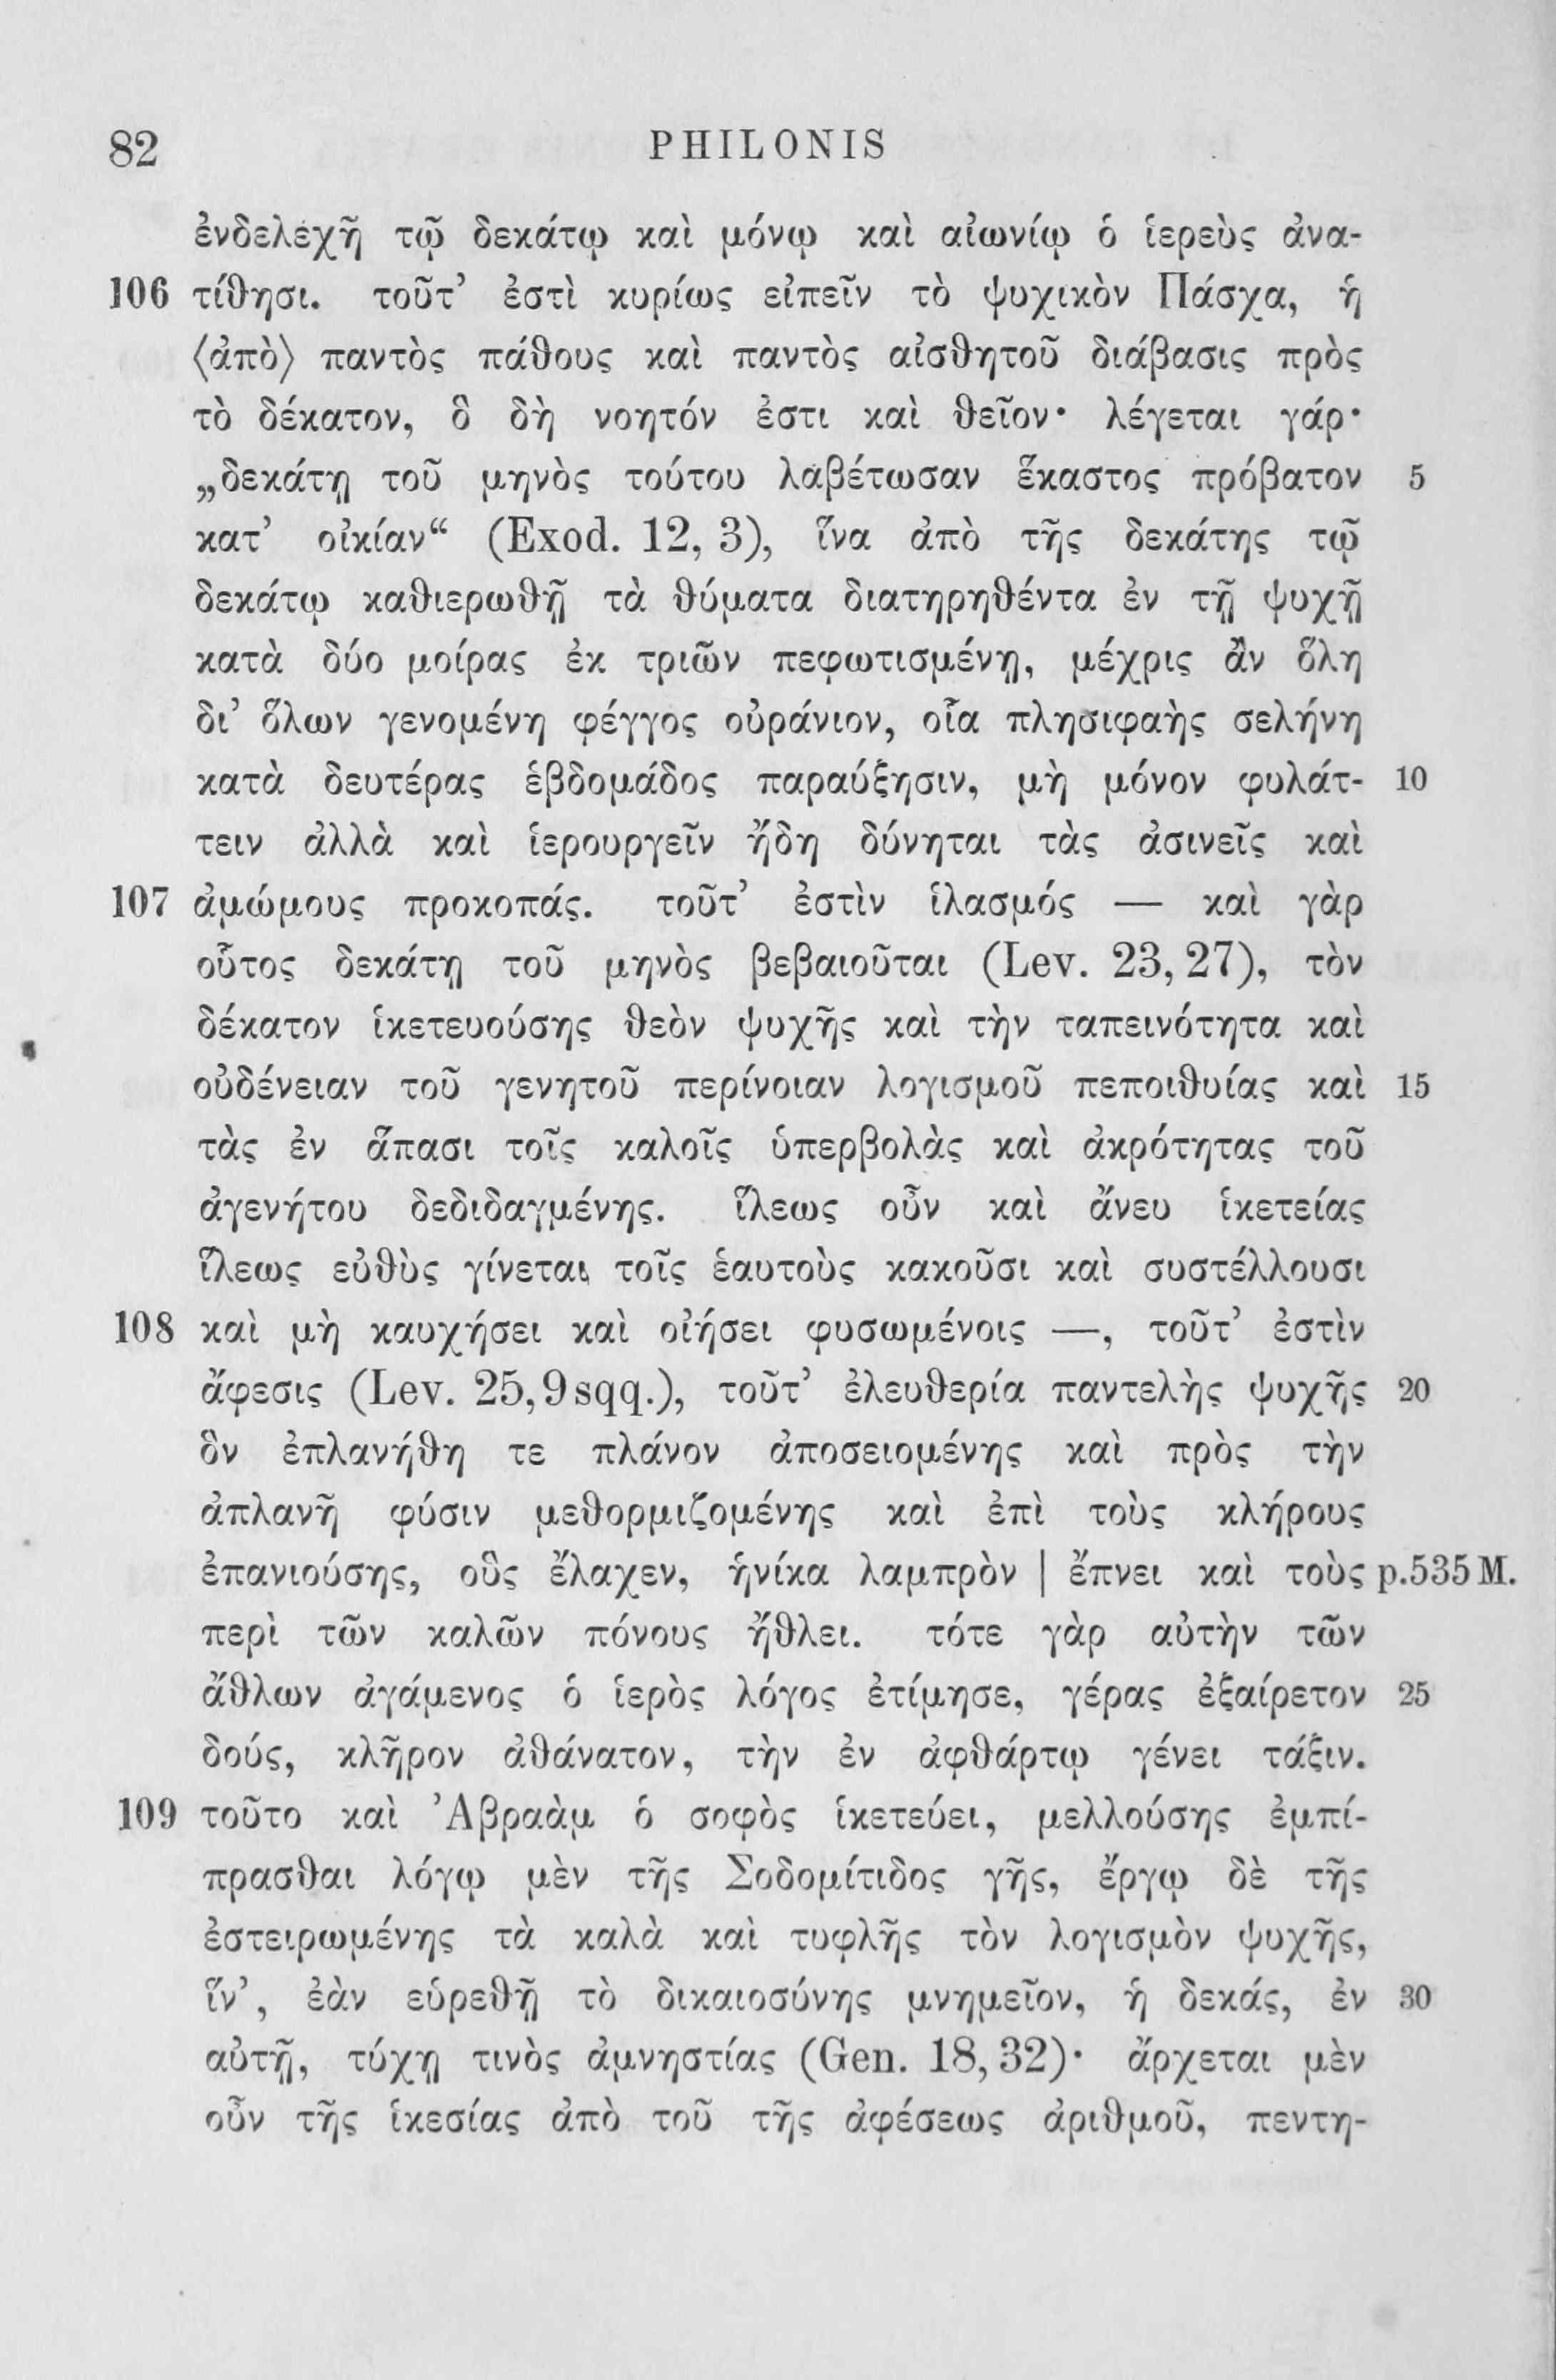 82 PHILONIS
ἐνδελεχῆ τῷ δεκάτῳ καὶ μόνῳ καὶ αἰωνίῳ ὁ ἱερεὺς ἀνα-
106 τίθησι. τοῦτ’ ἐστὶ κυρίως εἰπεῖν τὸ ψυχικὸν Πάσχα, ἡ
⟨ἀπὸ⟩ παντὸς πάθους καὶ παντὸς αἰσθητοῦ διάβασις πρὸς
τὸ δέκατον, ὃ δὴ νοητόν ἐστι καὶ θεῖον· λέγεται γάρ·
„δεκάτῃ τοῦ μηνὸς τούτου λαβέτωσαν ἕκαστος πρόβατον 5
κατ’ οἰκίαν“ (Exod. 12, 3), ἵνα ἀπὸ τῆς δεκάτης τῷ
δεκάτῳ καθιερωθῇ τὰ θύματα διατηρηθέντα ἐν τῇ ψυχῇ
κατὰ δύο μοίρας ἐκ τριῶν πεφωτισμένῃ, μέχρις ἂν ὅλη
δι’ ὅλων γενομένη φέγγος οὐράνιον, οἷα πλησιφαὴς σελήνη
κατὰ δευτέρας ἑβδομάδος παραύξησιν, μὴ μόνον φυλάτ- 10
τειν ἀλλὰ καὶ ἱερουργεῖν ἤδη δύνηται τὰς ἀσινεῖς καὶ
107 ἀμώμους προκοπάς. τοῦτ’ ἐστὶν ἱλασμός — καὶ γὰρ
οὗτος δεκάτῃ τοῦ μηνὸς βεβαιοῦται (Lev. 23, 27), τὸν
δέκατον ἱκετευούσης θεὸν ψυχῆς καὶ τὴν ταπεινότητα καὶ
οὐδένειαν τοῦ γενητοῦ περίνοιαν λογισμοῦ πεποιθυίας καὶ 15
τὰς ἐν ἅπασι τοῖς καλοῖς ὑπερβολὰς καὶ ἀκρότητας τοῦ
ἀγενήτου δεδιδαγμένης. ἵλεως οὖν καὶ ἄνευ ἱκετείας
ἵλεως εὐθὺς γίνεται τοῖς ἑαυτοὺς κακοῦσι καὶ συστέλλουσι
108 καὶ μὴ καυχήσει καὶ οἰήσει φυσωμένοις —, τοῦτ’ ἐστὶν
ἄφεσις (Lev. 25, 9 sqq.), τοῦτ’ ἐλευθερία παντελὴς ψυχῆς 20
ὃν ἐπλανήθη τε πλάνον ἀποσειομένης καὶ πρὸς τὴν
ἀπλανῆ φύσιν μεθορμιζομένης καὶ ἐπὶ τοὺς κλήρους
ἐπανιούσης, οὓς ἔλαχεν, ἡνίκα λαμπρὸν | ἔπνει καὶ τοὺς p.535 M.
περὶ τῶν καλῶν πόνους ἤθλει. τότε γὰρ αὐτὴν τῶν
ἄθλων ἀγάμενος ὁ ἱερὸς λόγος ἐτίμησε, γέρας ἐξαίρετον 25
δούς, κλῆρον ἀθάνατον, τὴν ἐν ἀφθάρτῳ γένει τάξιν.
109 τοῦτο καὶ Ἀβραὰμ ὁ σοφὸς ἱκετεύει, μελλούσης ἐμπί-
πρασθαι λόγῳ μὲν τῆς Σοδομίτιδος γῆς, ἔργῳ δὲ τῆς
ἐστειρωμένης τὰ καλὰ καὶ τυφλῆς τὸν λογισμὸν ψυχῆς,
ἵν’, ἐὰν εὑρεθῇ τὸ δικαιοσύνης μνημεῖον, ἡ δεκάς, ἐν 30
αὐτῇ, τύχῃ τινὸς ἀμνηστίας (Gen. 18, 32)· ἄρχεται μὲν
οὖν τῆς ἱκεσίας ἀπὸ τοῦ τῆς ἀφέσεως ἀριθμοῦ, πεντη-